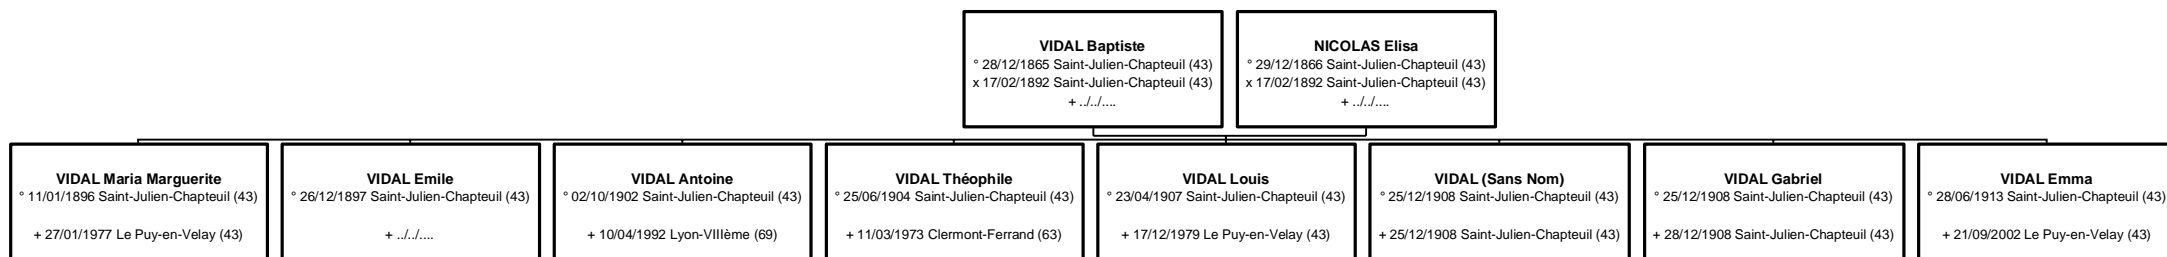 VIDAL Baptiste
° 28/12/1865 Saint-Julien-Chapteuil (43)
x 17/02/1892 Saint-Julien-Chapteuil (43)
+ ../../....
NICOLAS Elisa
° 29/12/1866 Saint-Julien-Chapteuil (43)
x 17/02/1892 Saint-Julien-Chapteuil (43)
+ ../../....
VIDAL Maria Marguerite
° 11/01/1896 Saint-Julien-Chapteuil (43)
+ 27/01/1977 Le Puy-en-Velay (43)
VIDAL Emile
° 26/12/1897 Saint-Julien-Chapteuil (43)
+ ../../....
VIDAL Antoine
° 02/10/1902 Saint-Julien-Chapteuil (43)
+ 10/04/1992 Lyon-VIIIème (69)
VIDAL Théophile
° 25/06/1904 Saint-Julien-Chapteuil (43)
+ 11/03/1973 Clermont-Ferrand (63)
VIDAL Louis
° 23/04/1907 Saint-Julien-Chapteuil (43)
+ 17/12/1979 Le Puy-en-Velay (43)
VIDAL (Sans Nom)
° 25/12/1908 Saint-Julien-Chapteuil (43)
+ 25/12/1908 Saint-Julien-Chapteuil (43)
VIDAL Gabriel
° 25/12/1908 Saint-Julien-Chapteuil (43)
+ 28/12/1908 Saint-Julien-Chapteuil (43)
VIDAL Emma
° 28/06/1913 Saint-Julien-Chapteuil (43)
+ 21/09/2002 Le Puy-en-Velay (43)